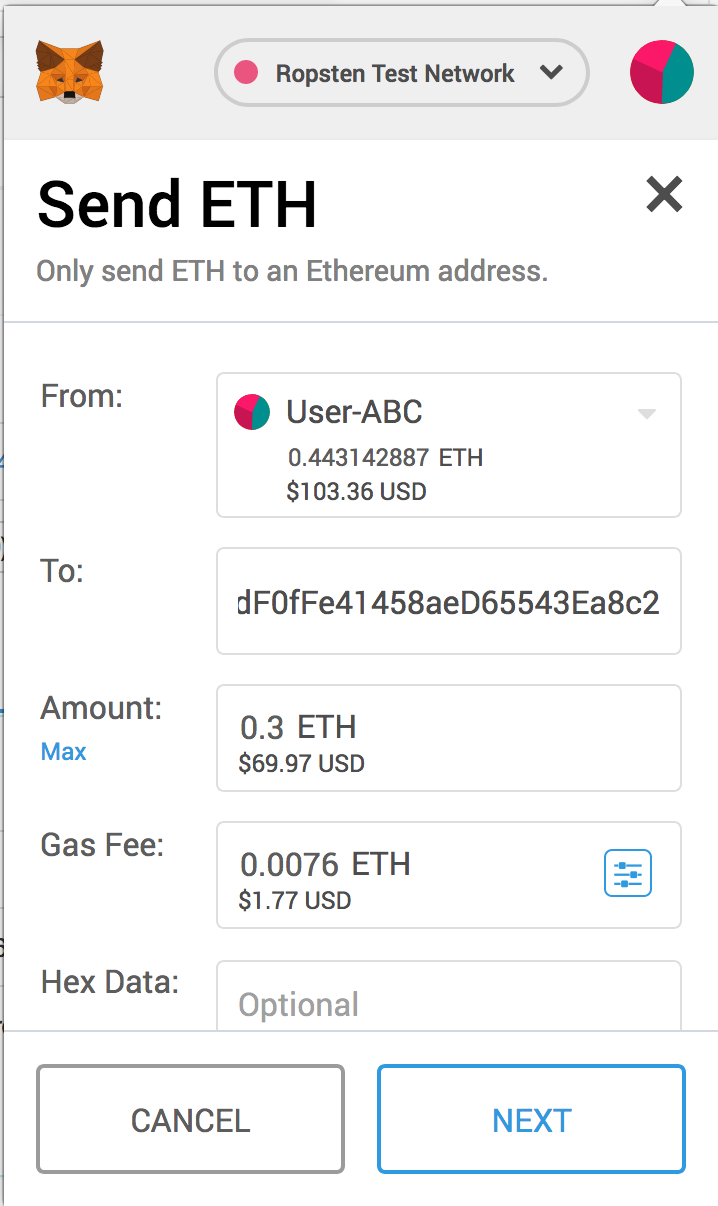 Ropsten Test Network
Send ETH
Only send ETH to an Ethereum address.
From:
User-ABC
0.443142887 ETH
$103.36 USD
To:
dF0fFe41458aeD65543Ea8c2
Amount:
Max
0.3 ETH
$69.97 USD
Gas Fee:
0.0076 ETH
$1.77 USD
Hex Data:
Optional
CANCEL
NEXT